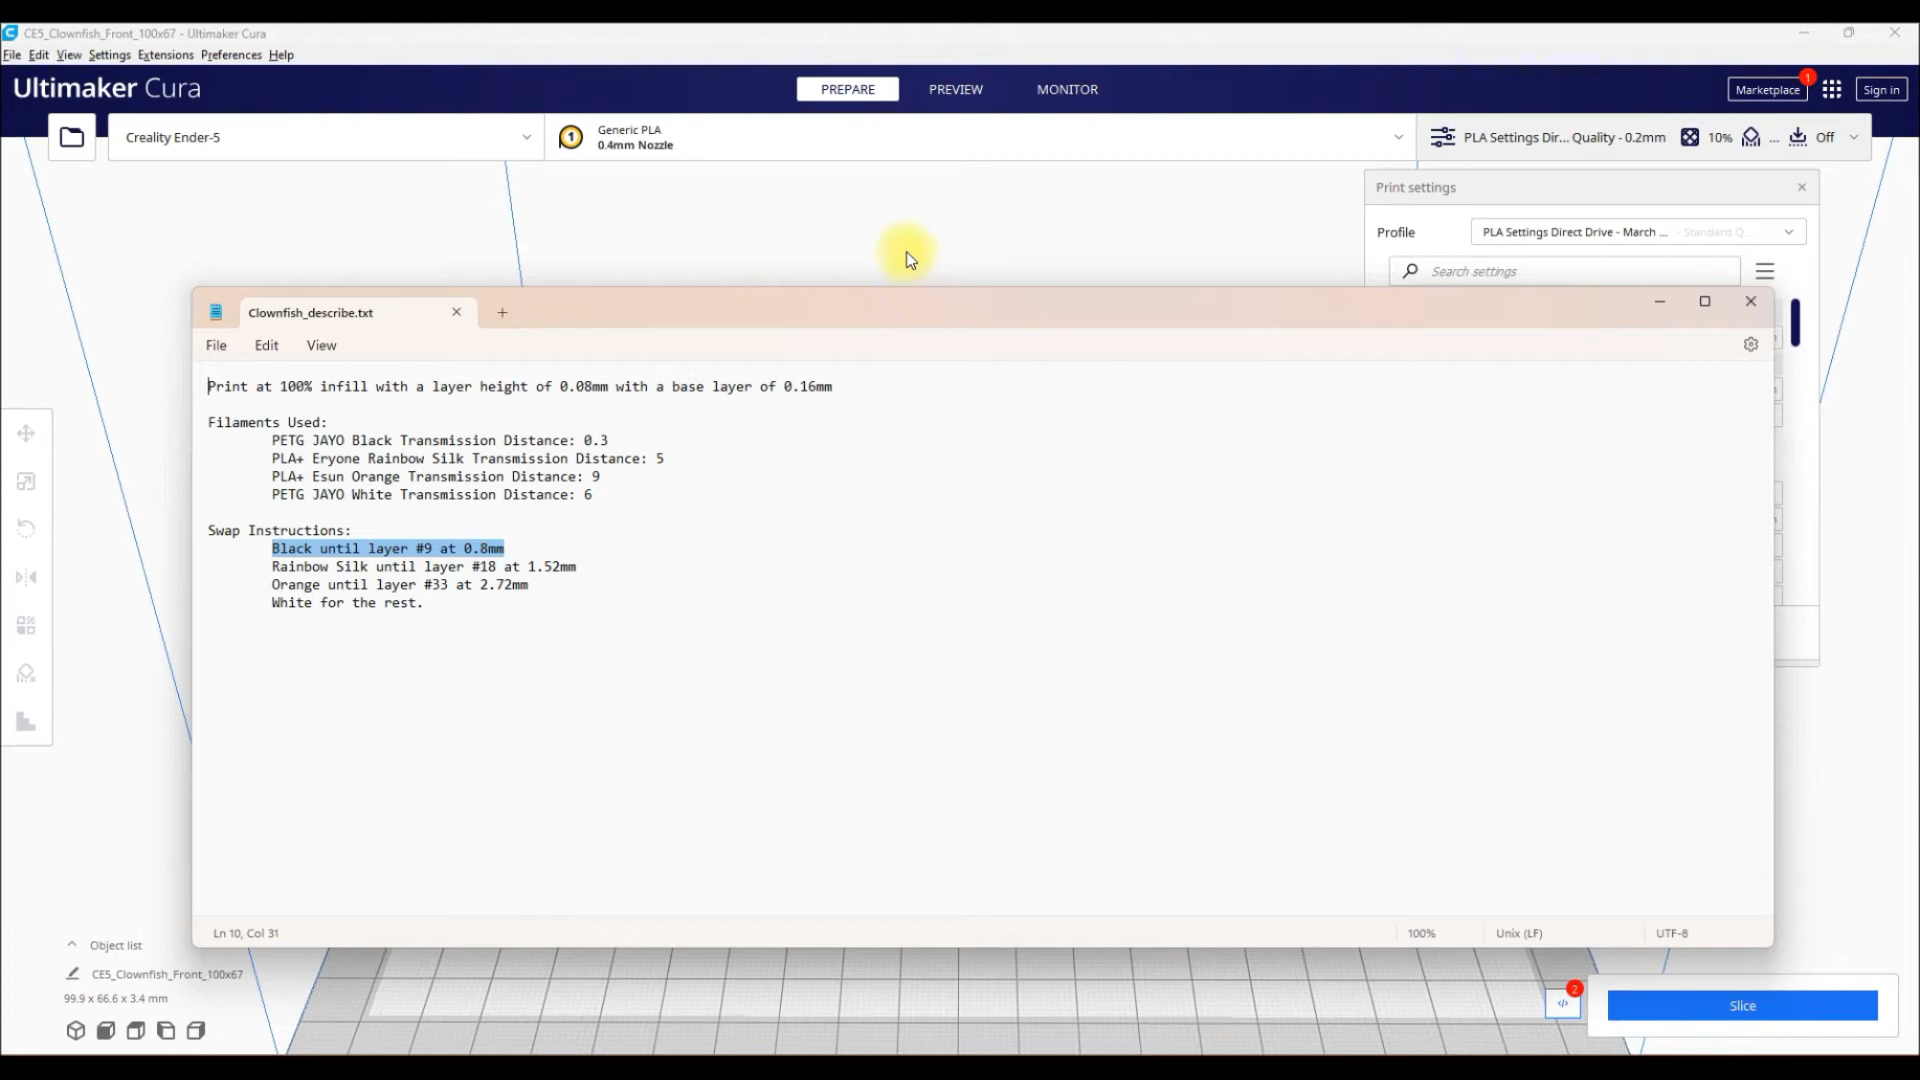 CE5_Clownfish_Front_100x67 - Ultimaker Cura
File Edit View Settings Extensions Preferences Help
Ultimaker Cura
PREPARE
PREVIEW
MONITOR
Marketplace
1
Sign in
Creality Ender-5
1
Generic PLA
0.4mm Nozzle
PLA Settings Dir... Quality - 0.2mm
10%
...
Off
Print settings
Profile
PLA Settings Direct Drive - March ... - Standard Q...
Search settings
Clownfish_describe.txt
File Edit View
Print at 100% infill with a layer height of 0.08mm with a base layer of 0.16mm
Filaments Used:
PETG JAYO Black Transmission Distance: 0.3
PLA+ Eryone Rainbow Silk Transmission Distance: 5
PLA+ Esun Orange Transmission Distance: 9
PETG JAYO White Transmission Distance: 6
Swap Instructions:
Black until layer #9 at 0.8mm
Rainbow Silk until layer #18 at 1.52mm
Orange until layer #33 at 2.72mm
White for the rest.
Ln 10, Col 31
100%
Unix (LF)
UTF-8
Object list
CE5_Clownfish_Front_100x67
99.9 x 66.6 x 3.4 mm
2
</>
Slice